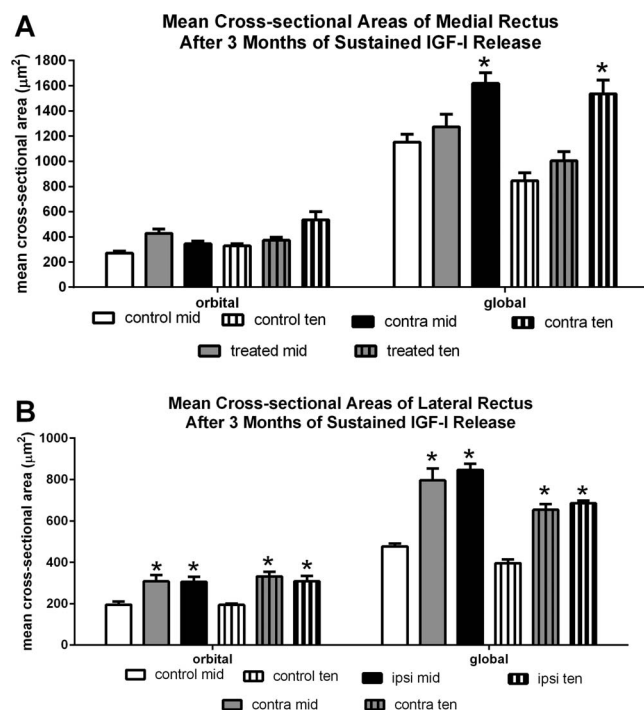 A
Mean Cross-sectional Areas of Medial Rectus
After 3 Months of Sustained IGF-I Release
mean cross-sectional area (μm²)
1800
1600
1400
1200
1000
800
600
400
200
0
* *
orbital global
control mid control ten contra mid contra ten
treated mid treated ten
B
Mean Cross-sectional Areas of Lateral Rectus
After 3 Months of Sustained IGF-I Release
mean cross-sectional area (μm²)
1000
800
600
400
200
0
* * * * * * * *
orbital global
control mid control ten ipsi mid ipsi ten
contra mid contra ten